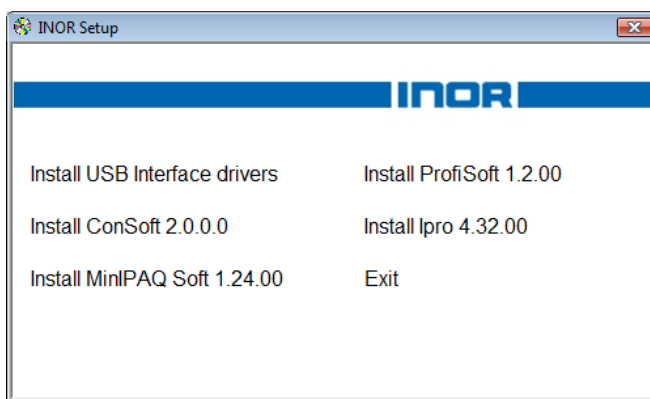 INOR Setup
INOR
Install USB Interface drivers
Install ProfiSoft 1.2.00
Install ConSoft 2.0.0.0
Install Ipro 4.32.00
Install MinIPAQ Soft 1.24.00
Exit